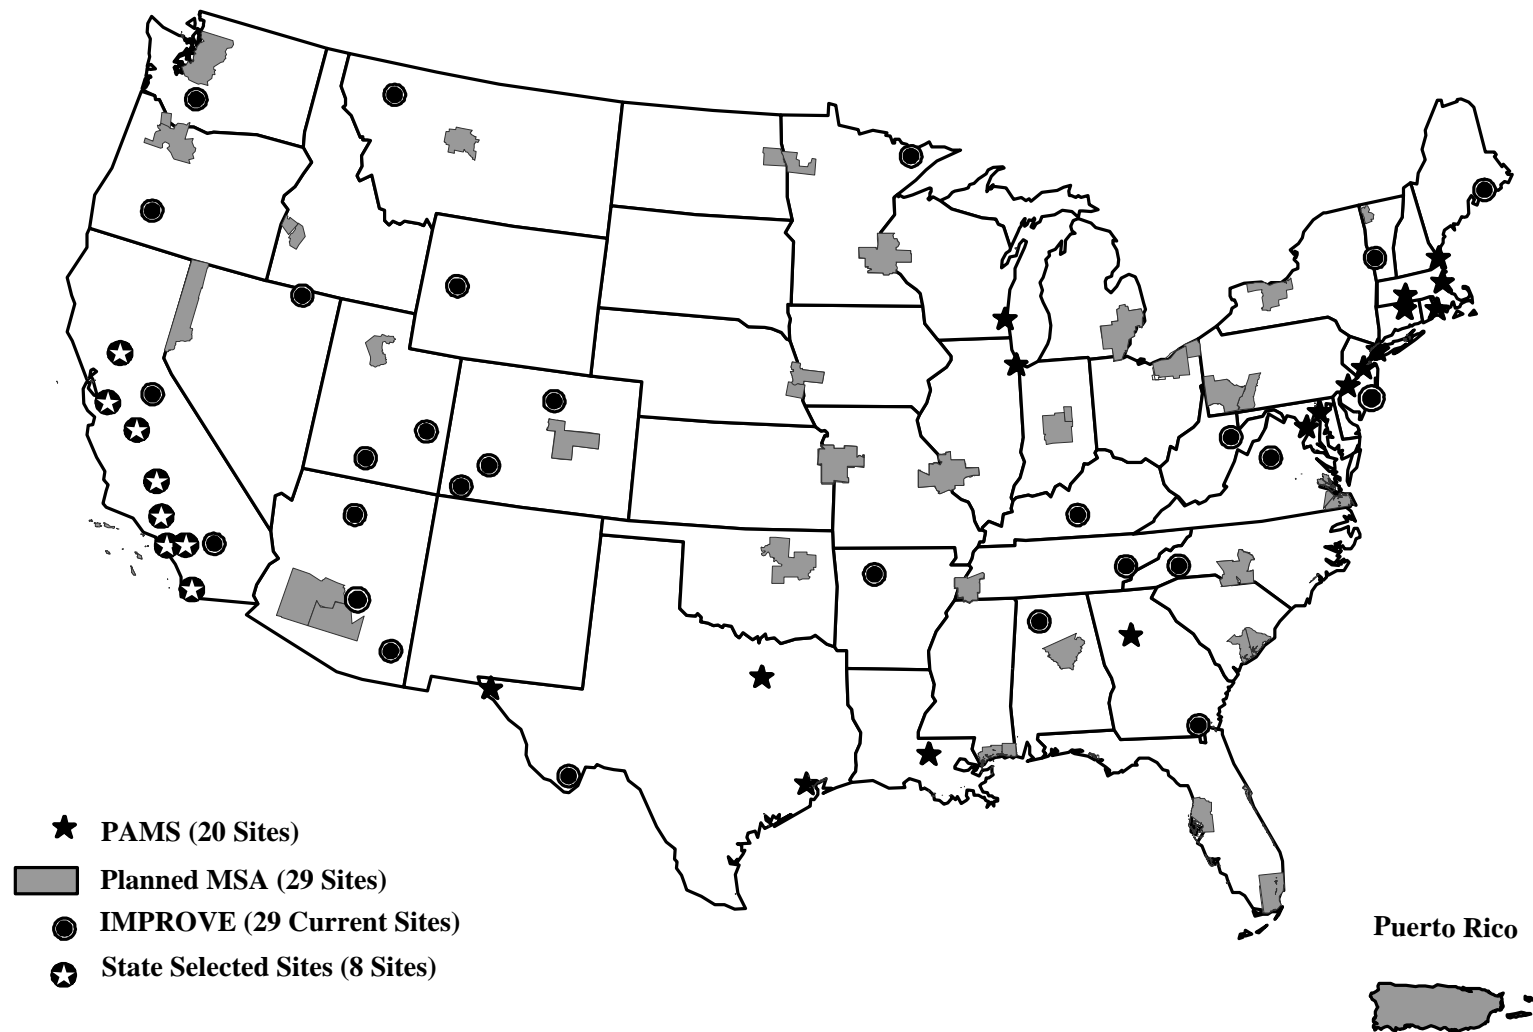 PAMS (20 Sites)
Planned MSA (29 Sites)
IMPROVE (29 Current Sites)
State Selected Sites (8 Sites)
Puerto Rico